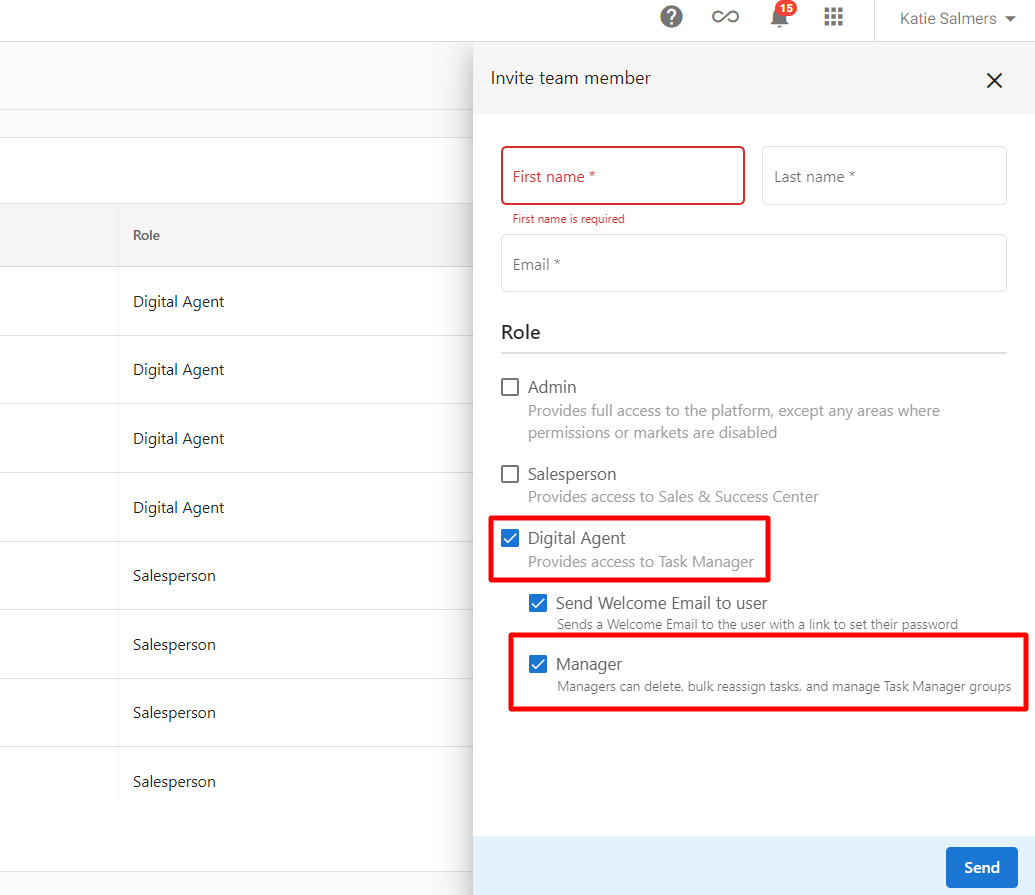 15
Katie Salmers
Invite team member
First name *
Last name *
First name is required
Email *
Role
Digital Agent
Digital Agent
Digital Agent
Digital Agent
Salesperson
Salesperson
Salesperson
Salesperson
Role
Admin
Provides full access to the platform, except any areas where
permissions or markets are disabled
Salesperson
Provides access to Sales & Success Center
Digital Agent
Provides access to Task Manager
Send Welcome Email to user
Sends a Welcome Email to the user with a link to set their password
Manager
Managers can delete, bulk reassign tasks, and manage Task Manager groups
Send